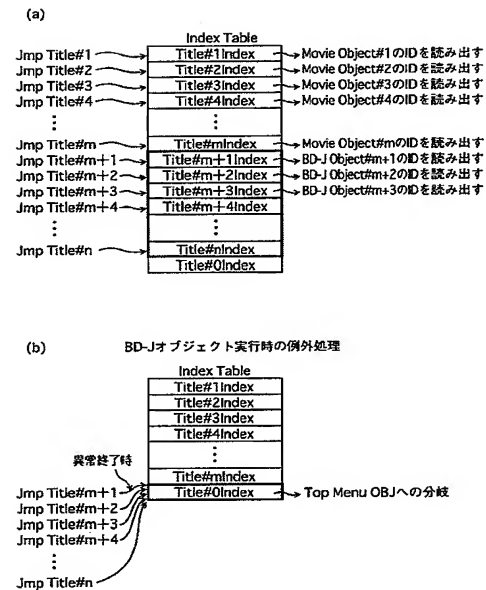 (a)
Index Table
Jmp Title#1 Title#1Index Movie Object#1のIDを読み出す
Jmp Title#2 Title#2Index Movie Object#2のIDを読み出す
Jmp Title#3 Title#3Index Movie Object#3のIDを読み出す
Jmp Title#4 Title#4Index Movie Object#4のIDを読み出す
⋮ ⋮
Jmp Title#m Title#mIndex Movie Object#mのIDを読出す
Jmp Title#m+1 Title#m+1Index BD-J Object#m+1のIDを読出す
Jmp Title#m+2 Title#m+2Index BD-J Object#m+2のIDを読出す
Jmp Title#m+3 Title#m+3Index BD-J Object#m+3のIDを読出す
Jmp Title#m+4 Title#m+4Index
⋮ ⋮
Jmp Title#n Title#nIndex
Title#0Index
(b) BD-Jオブジェクト実行時の例外処理
Index Table
Title#1Index
Title#2Index
Title#3Index
Title#4Index
⋮
異常終了時 Title#mIndex
Jmp Title#m+1 Title#0Index Top Menu OBJへの分岐
Jmp Title#m+2
Jmp Title#m+3
Jmp Title#m+4
⋮
Jmp Title#n